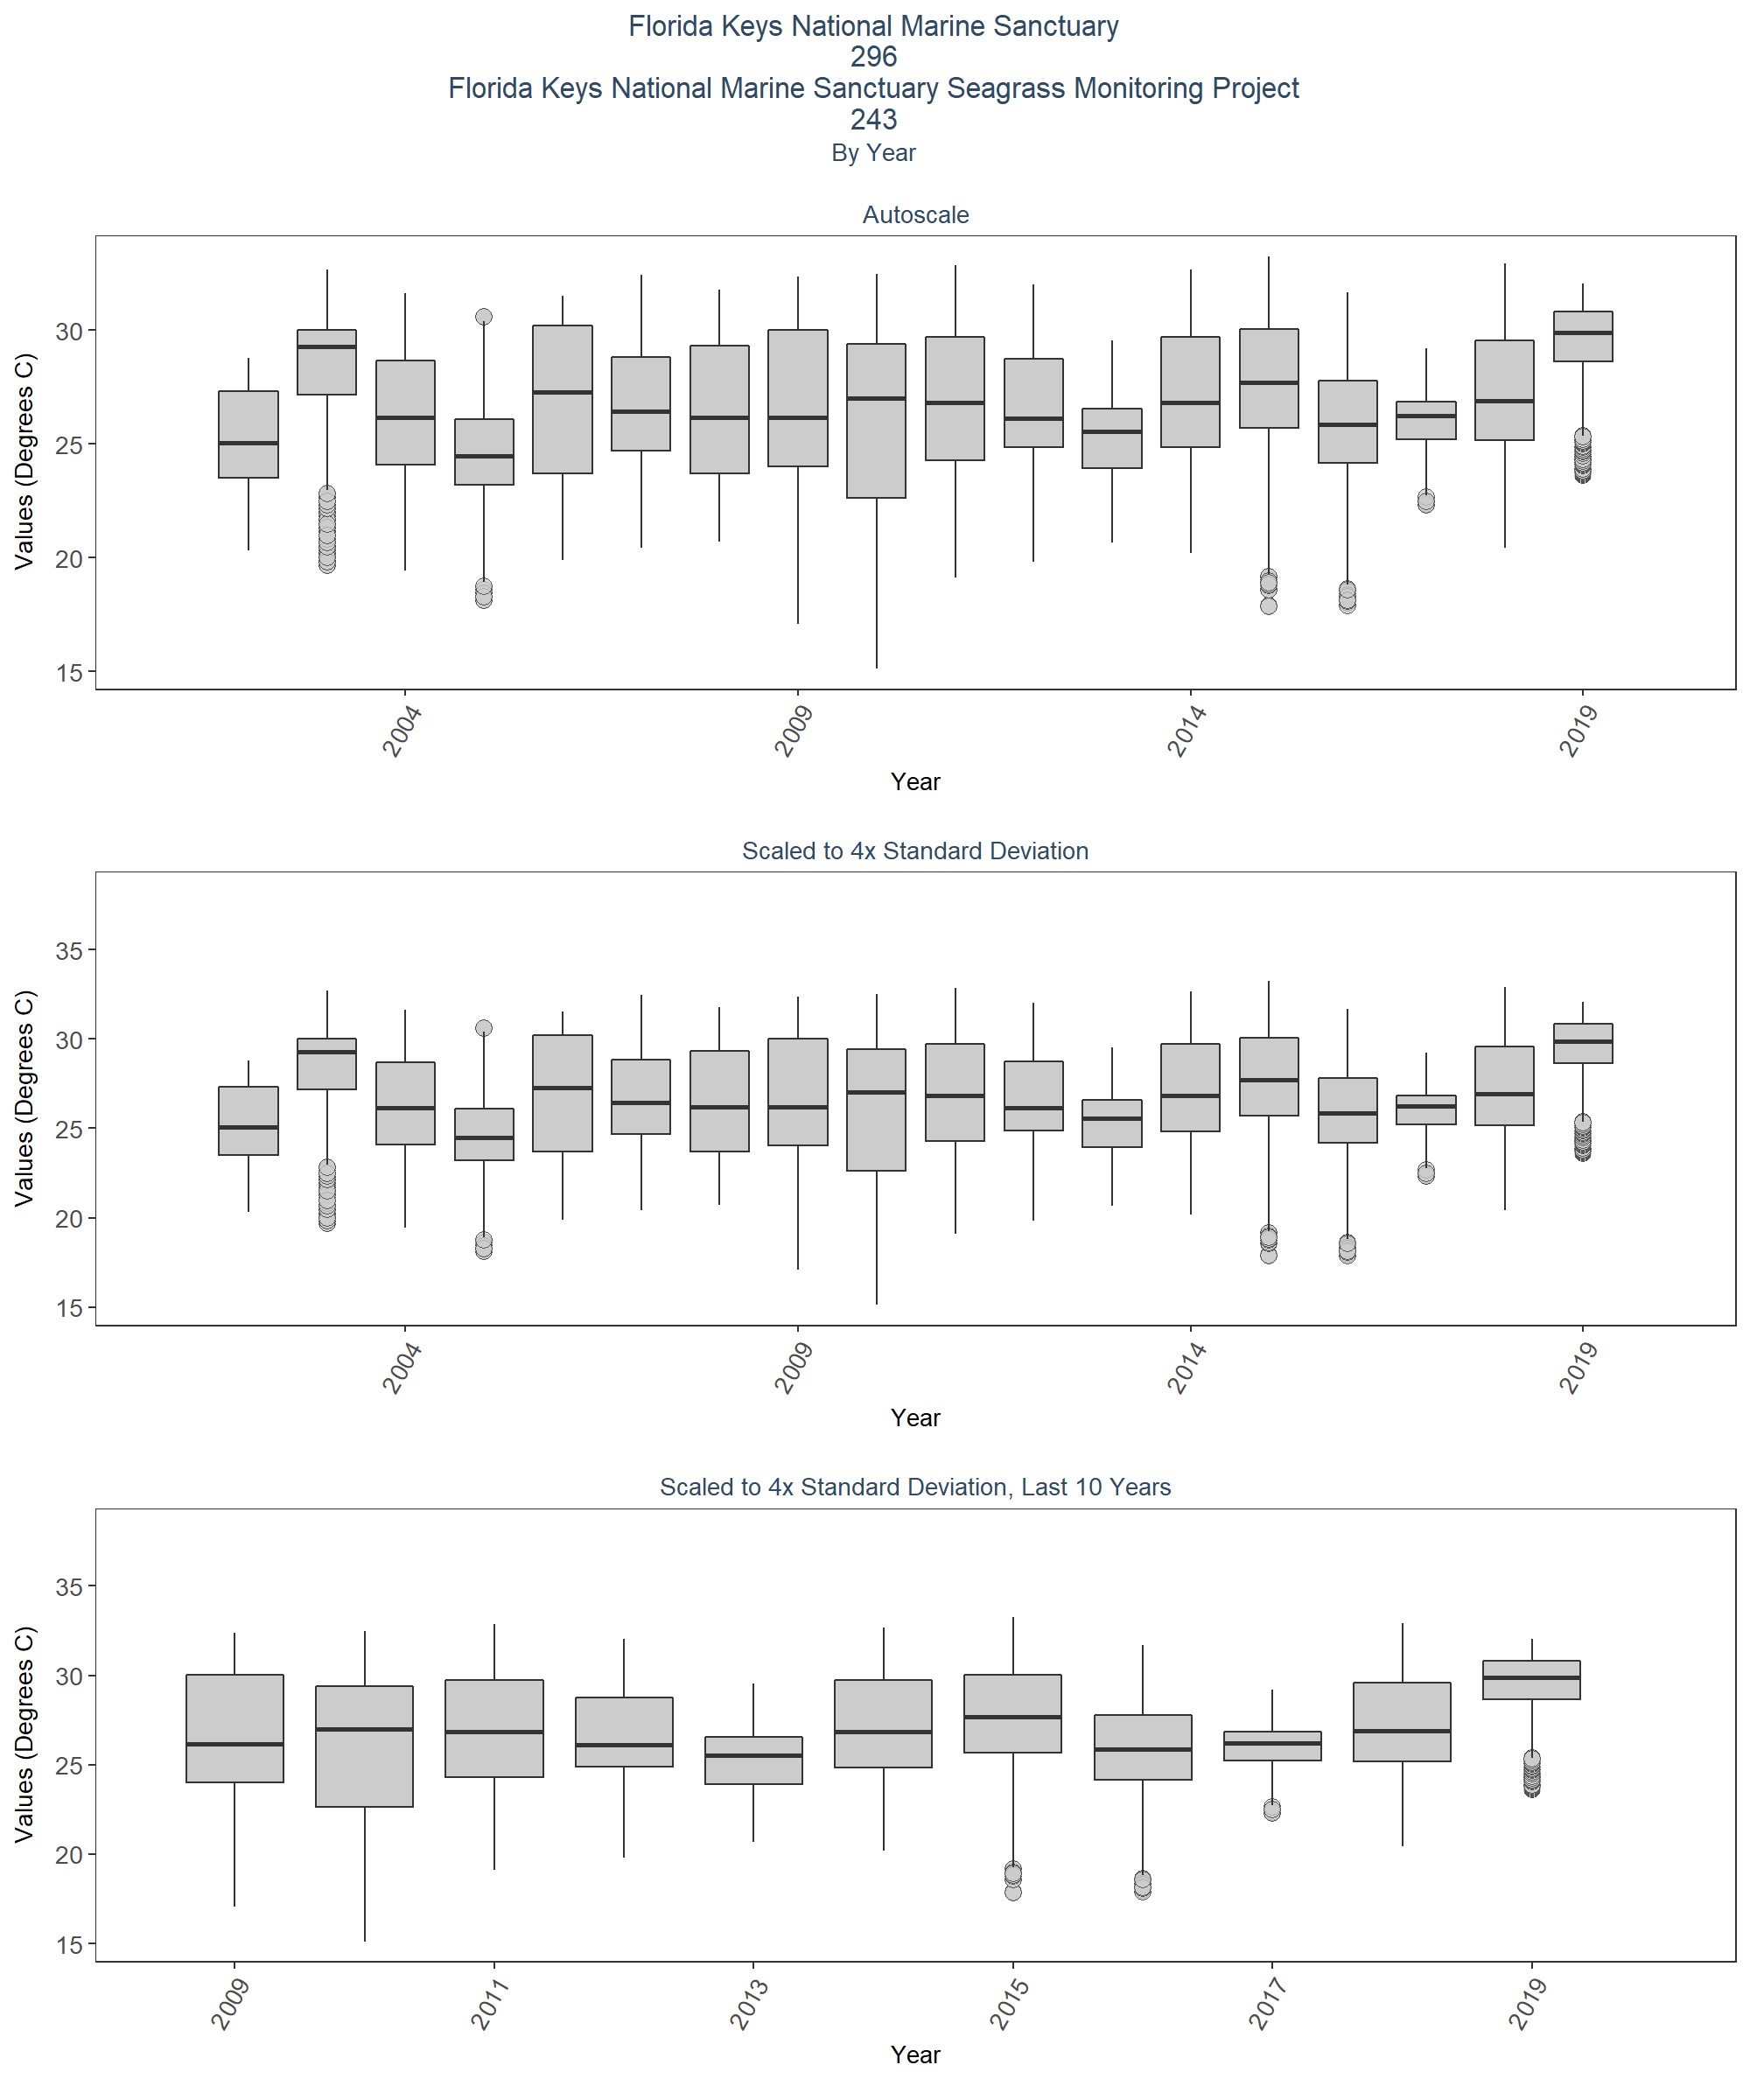 Florida Keys National Marine Sanctuary
296
Florida Keys National Marine Sanctuary Seagrass Monitoring Project
243
By Year
Autoscale
Values (Degrees C)
30
25
20
15
2004
2009
2014
2019
Year
Scaled to 4x Standard Deviation
Values (Degrees C)
35
30
25
20
15
2004
2009
2014
2019
Year
Scaled to 4x Standard Deviation, Last 10 Years
Values (Degrees C)
35
30
25
20
15
2009
2011
2013
2015
2017
2019
Year